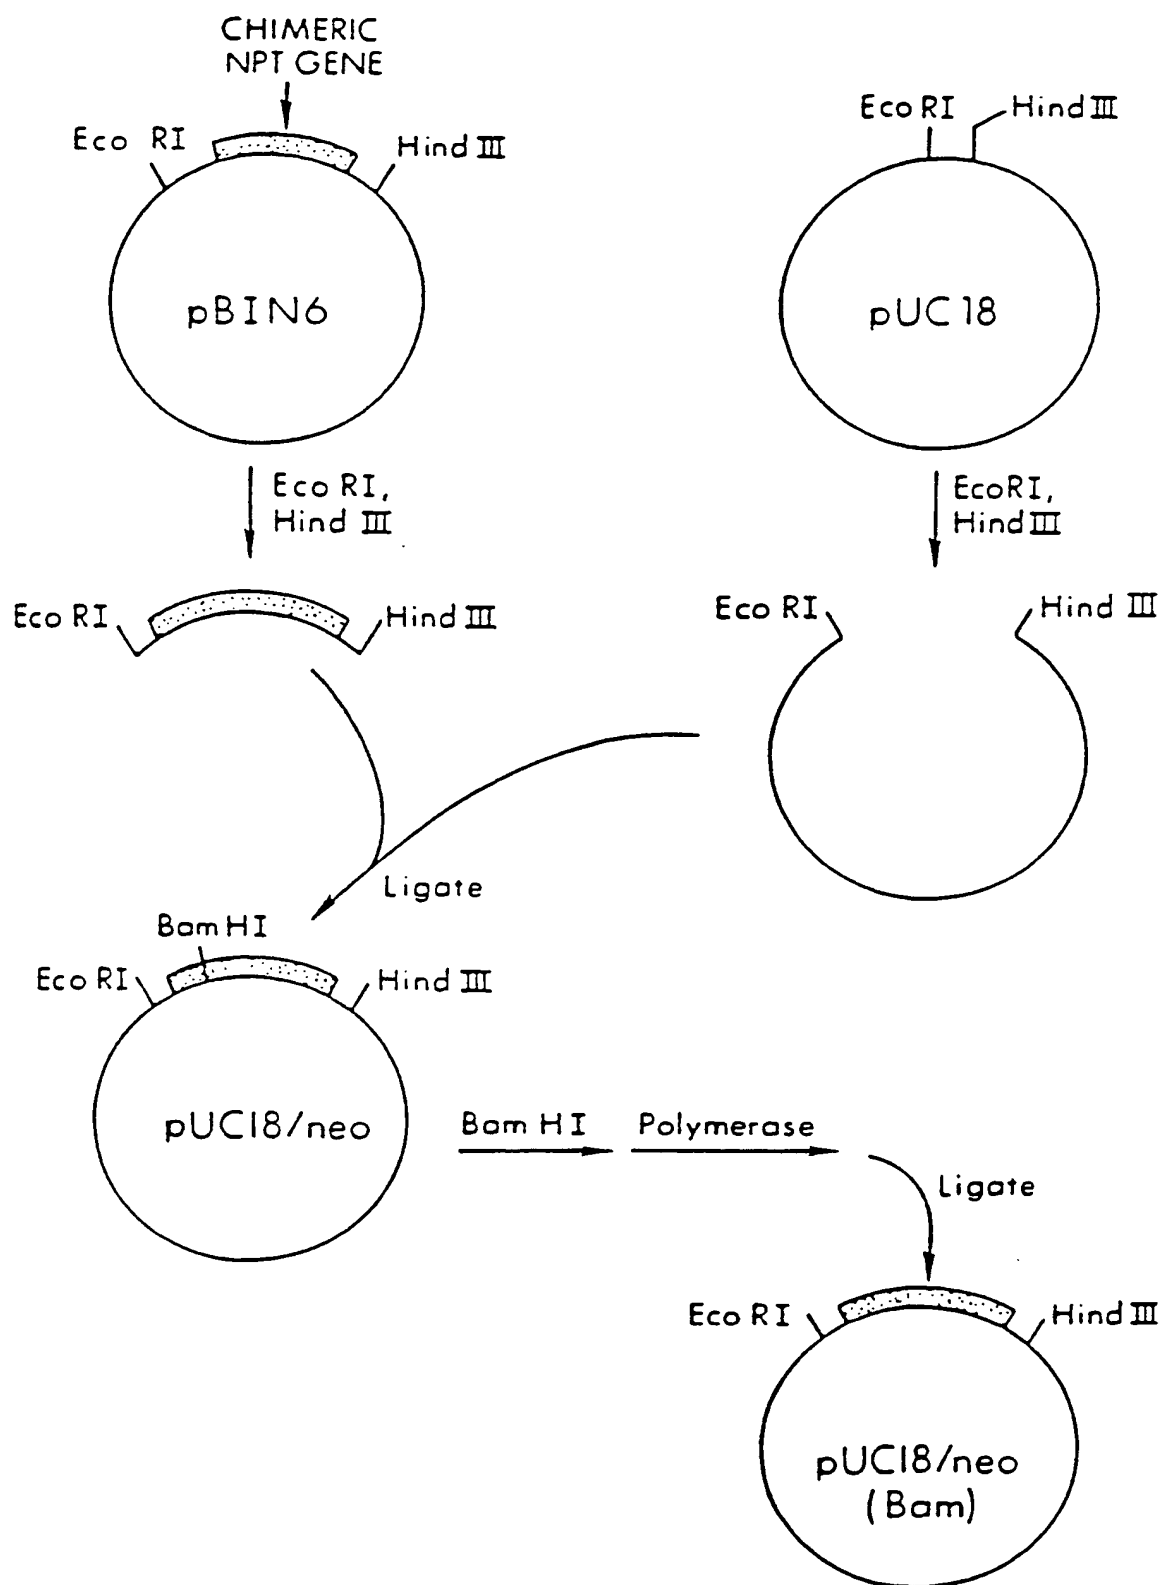 CHIMERIC
NPT GENE
Eco RI
Hind III
pBIN6
Eco RI
Hind III
pUC18
Eco RI,
Hind III
EcoRI,
Hind III
Eco RI
Hind III
Eco RI
Hind III
Ligate
Bam HI
Eco RI
Hind III
pUC18/neo
Bam HI
Polymerase
Ligate
Eco RI
Hind III
pUC18/neo
(Bam)